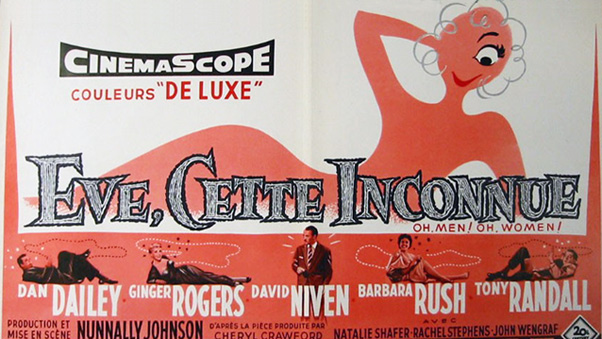 CINEMASCOPE
COULEURS "DE LUXE"
EVE, CETTE INCONNUE
OH, MEN! OH, WOMEN!
DAN DAILEY · GINGER ROGERS · DAVID NIVEN · BARBARA RUSH · TONY RANDALL
AVEC
PRODUCTION ET MISE EN SCÈNE NUNNALLY JOHNSON D'APRÈS LA PIÈCE PRODUITE PAR CHERYL CRAWFORD NATALIE SHAFER - RACHEL STEPHENS - JOHN WENGRAF
20th